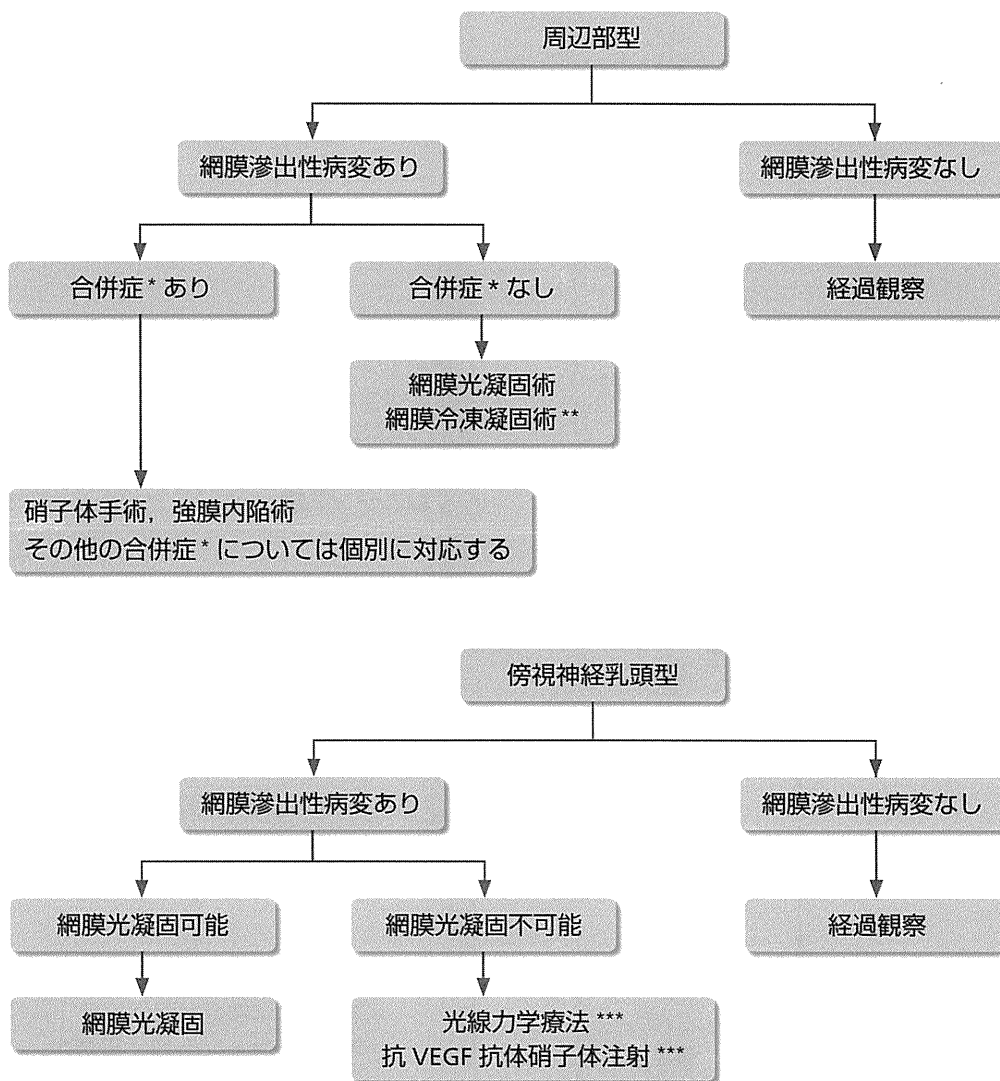 周辺部型
網膜滲出性病変あり
網膜滲出性病変なし
合併症*あり
合併症*なし
経過観察
網膜光凝固術
網膜冷凍凝固術**
硝子体手術，強膜内陥術
その他の合併症*については個別に対応する
傍視神経乳頭型
網膜滲出性病変あり
網膜滲出性病変なし
網膜光凝固可能
網膜光凝固不可能
経過観察
網膜光凝固
光線力学療法***
抗 VEGF 抗体硝子体注射***